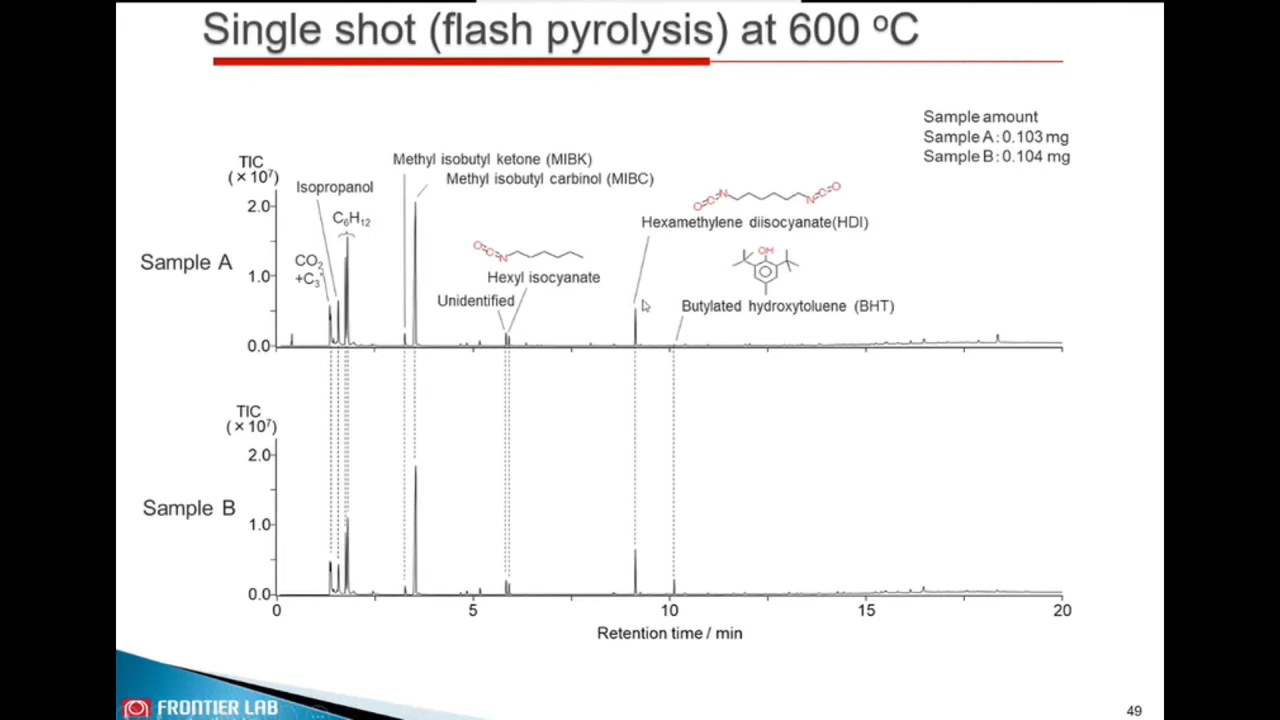 Single shot (flash pyrolysis) at 600 ºC
Sample amount
Sample A : 0.103 mg
Sample B : 0.104 mg
TIC
(×10⁷)
Methyl isobutyl ketone (MIBK)
Methyl isobutyl carbinol (MIBC)
Isopropanol
C₆H₁₂
CO₂
+C₃
O C N
Hexyl isocyanate
Unidentified
O C N N C O
Hexamethylene diisocyanate(HDI)
OH
Butylated hydroxytoluene (BHT)
Sample A
2.0
1.0
0.0
TIC
(×10⁷)
Sample B
2.0
1.0
0.0
0 5 10 15 20
Retention time / min
FRONTIER LAB
49